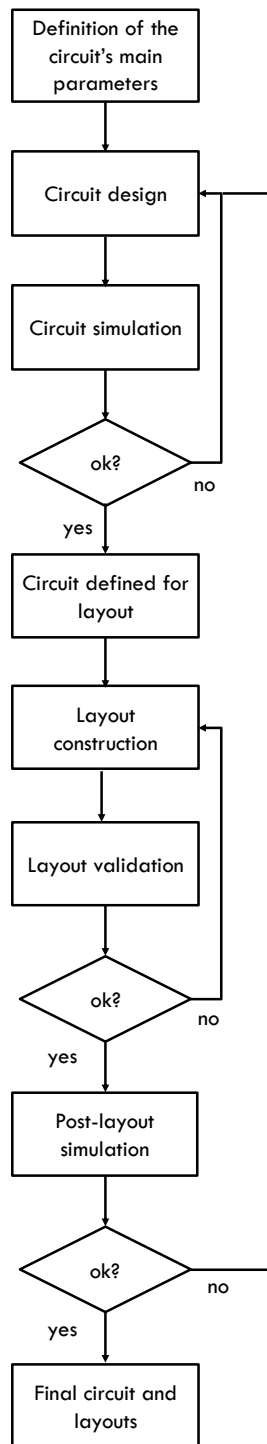 Definition of the
circuit's main
parameters
Circuit design
Circuit simulation
ok?
no
yes
Circuit defined for
layout
Layout
construction
Layout validation
ok?
no
yes
Post-layout
simulation
ok?
no
yes
Final circuit and
layouts